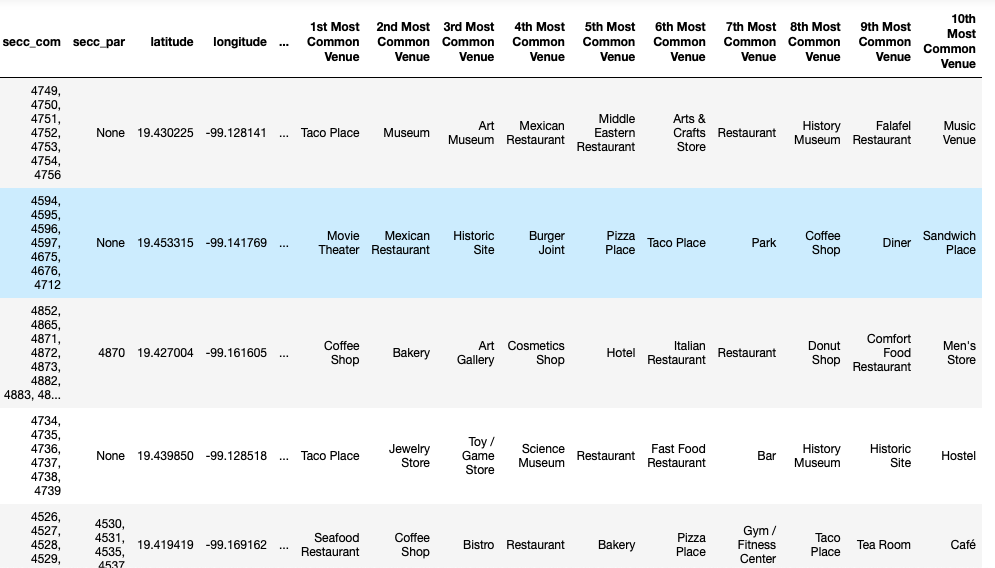 secc_com secc_par latitude longitude ... 1st Most Common Venue 2nd Most Common Venue 3rd Most Common Venue 4th Most Common Venue 5th Most Common Venue 6th Most Common Venue 7th Most Common Venue 8th Most Common Venue 9th Most Common Venue 10th Most Common Venue
4749, 4750, 4751, 4752, 4753, 4754, 4756 None 19.430225 -99.128141 ... Taco Place Museum Art Museum Mexican Restaurant Middle Eastern Restaurant Arts & Crafts Store Restaurant History Museum Falafel Restaurant Music Venue
4594, 4595, 4596, 4597, 4675, 4676, 4712 None 19.453315 -99.141769 ... Movie Theater Mexican Restaurant Historic Site Burger Joint Pizza Place Taco Place Park Coffee Shop Diner Sandwich Place
4852, 4865, 4871, 4872, 4873, 4882, 4883, 48... 4870 19.427004 -99.161605 ... Coffee Shop Bakery Art Gallery Cosmetics Shop Hotel Italian Restaurant Restaurant Donut Shop Comfort Food Restaurant Men's Store
4734, 4735, 4736, 4737, 4738, 4739 None 19.439850 -99.128518 ... Taco Place Jewelry Store Toy / Game Store Science Museum Restaurant Fast Food Restaurant Bar History Museum Historic Site Hostel
4526, 4527, 4528, 4529, 4530, 4531, 4535, 4537 19.419419 -99.169162 ... Seafood Restaurant Coffee Shop Bistro Restaurant Bakery Pizza Place Gym / Fitness Center Taco Place Tea Room Café